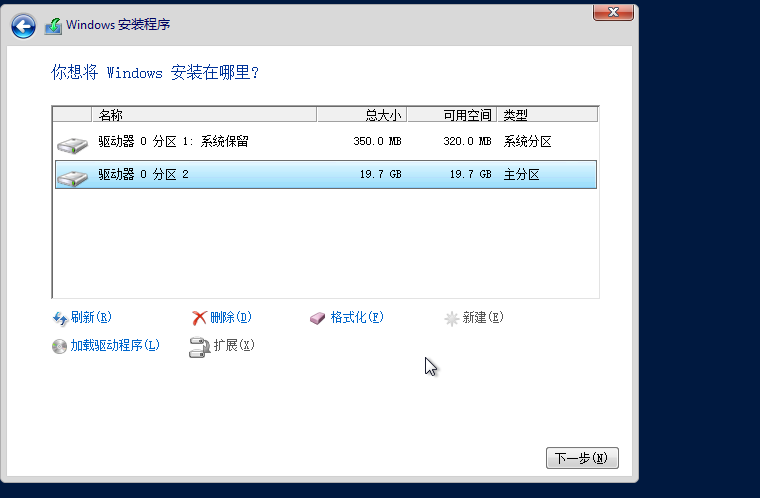 Windows 安装程序
你想将 Windows 安装在哪里?
名称 总大小 可用空间 类型
驱动器 0 分区 1: 系统保留 350.0 MB 320.0 MB 系统分区
驱动器 0 分区 2 19.7 GB 19.7 GB 主分区
刷新(R) 删除(D) 格式化(F) 新建(E)
加载驱动程序(L) 扩展(X)
下一步(N)